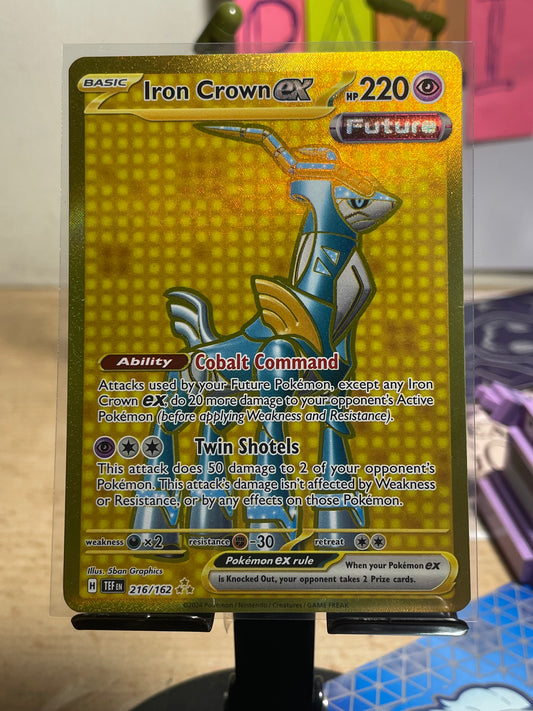 BASIC
Iron Crown ex
HP 220
Future
Ability Cobalt Command
Attacks used by your Future Pokémon, except any Iron
Crown ex, do 20 more damage to your opponent's Active
Pokémon (before applying Weakness and Resistance).
Twin Shotels
This attack does 50 damage to 2 of your opponent's
Pokémon. This attack's damage isn't affected by Weakness
or Resistance, or by any effects on those Pokémon.
weakness ×2 resistance -30 retreat
Illus. 5ban Graphics
Pokémon ex rule
When your Pokémon ex
is Knocked Out, your opponent takes 2 Prize cards.
H TEF EN 216/162
©2024 Pokémon / Nintendo / Creatures / GAME FREAK